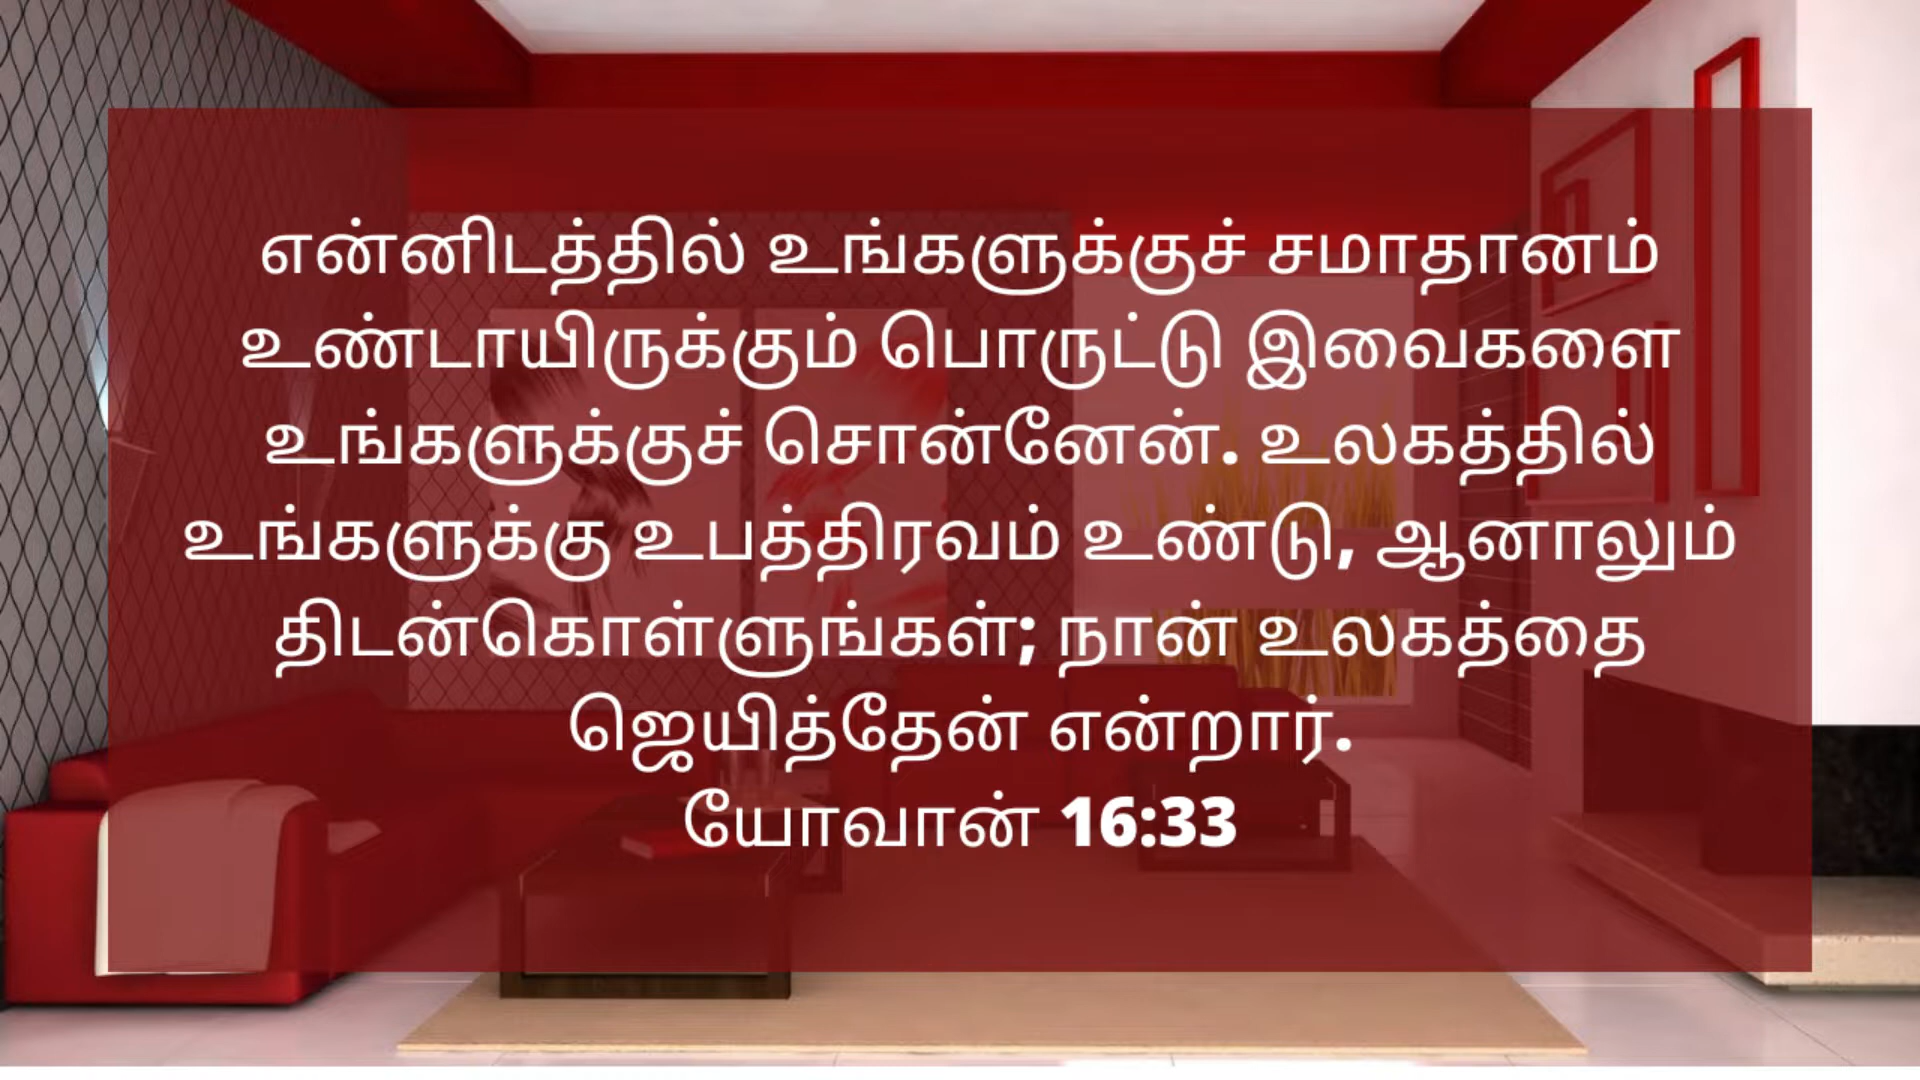 என்னிடத்தில் உங்களுக்குச் சமாதானம்
உண்டாயிருக்கும் பொருட்டு இவைகளை
உங்களுக்குச் சொன்னேன். உலகத்தில்
உங்களுக்கு உபத்திரவம் உண்டு, ஆனாலும்
திடன்கொள்ளுங்கள்; நான் உலகத்தை
ஜெயித்தேன் என்றார்.
யோவான் 16:33